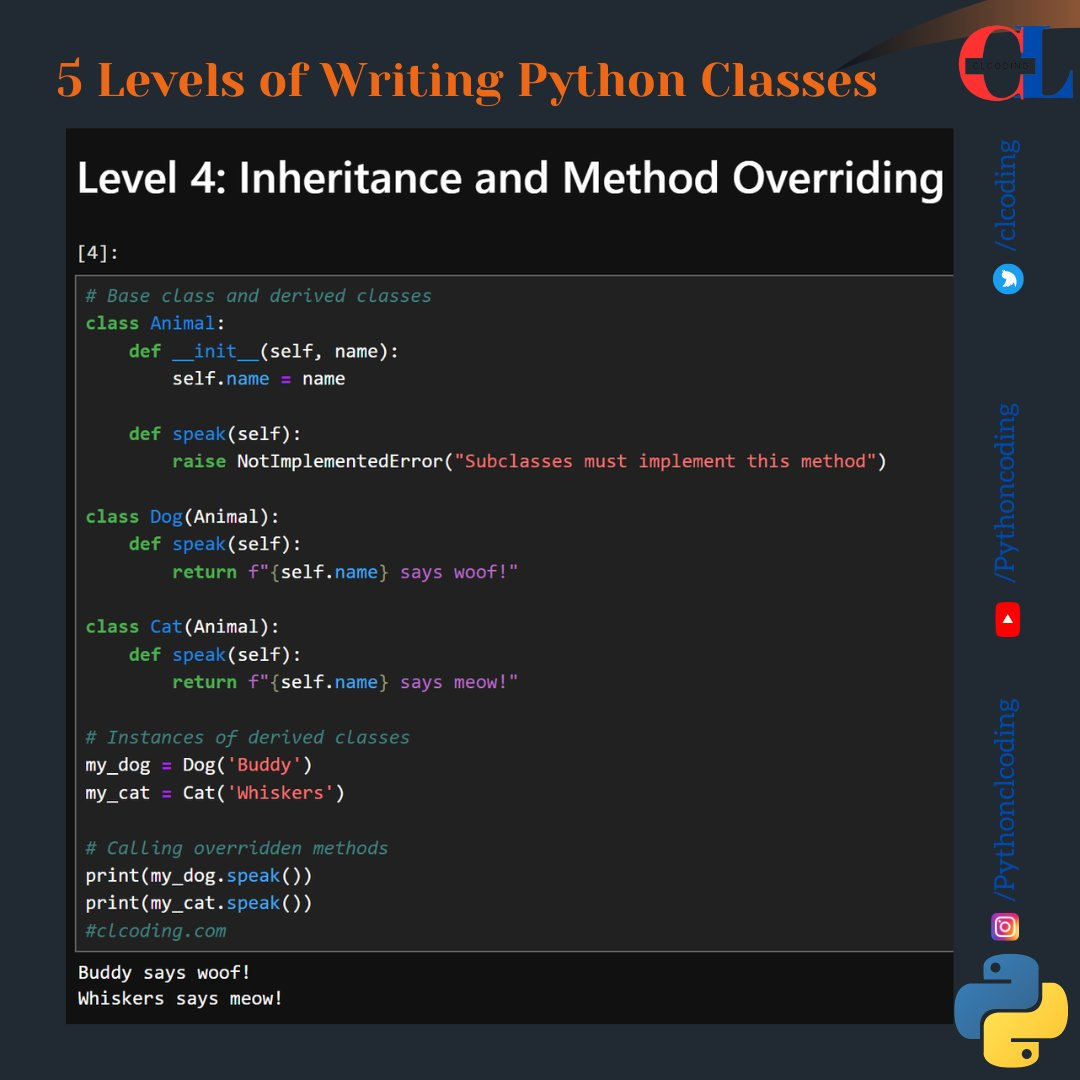 5 Levels of Writing Python Classes
CL
CLCODING
Level 4: Inheritance and Method Overriding
[4]:
# Base class and derived classes
class Animal:
    def __init__(self, name):
        self.name = name
    def speak(self):
        raise NotImplementedError("Subclasses must implement this method")
class Dog(Animal):
    def speak(self):
        return f"{self.name} says woof!"
class Cat(Animal):
    def speak(self):
        return f"{self.name} says meow!"
# Instances of derived classes
my_dog = Dog('Buddy')
my_cat = Cat('Whiskers')
# Calling overridden methods
print(my_dog.speak())
print(my_cat.speak())
#clcoding.com
Buddy says woof!
Whiskers says meow!
/clcoding
/Pythoncoding
/Pythonclcoding